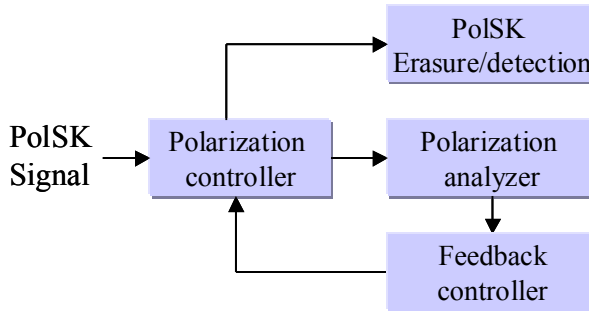 PolSK
Erasure/detection
PolSK
Signal
Polarization
controller
Polarization
analyzer
Feedback
controller